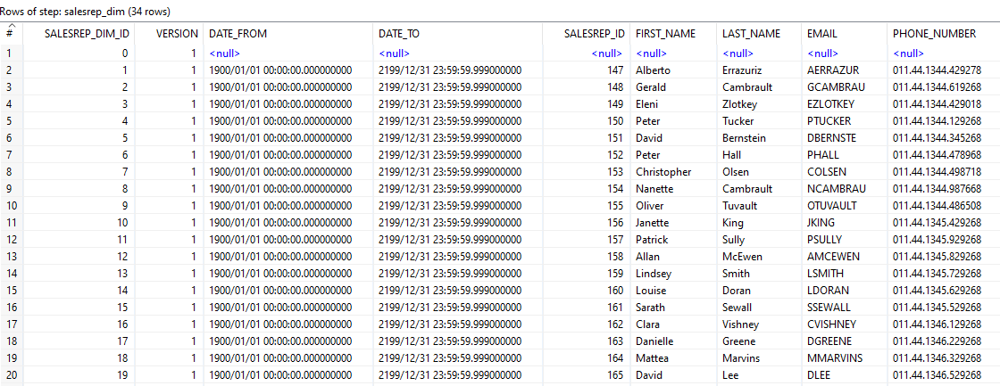 Rows of step: salesrep_dim (34 rows)
# SALESREP_DIM_ID VERSION DATE_FROM DATE_TO SALESREP_ID FIRST_NAME LAST_NAME EMAIL PHONE_NUMBER
1 0 1 <null> <null> <null> <null> <null> <null> <null>
2 1 1 1900/01/01 00:00:00.000000000 2199/12/31 23:59:59.999000000 147 Alberto Errazuriz AERRAZUR 011.44.1344.429278
3 2 1 1900/01/01 00:00:00.000000000 2199/12/31 23:59:59.999000000 148 Gerald Cambrault GCAMBRAU 011.44.1344.619268
4 3 1 1900/01/01 00:00:00.000000000 2199/12/31 23:59:59.999000000 149 Eleni Zlotkey EZLOTKEY 011.44.1344.429018
5 4 1 1900/01/01 00:00:00.000000000 2199/12/31 23:59:59.999000000 150 Peter Tucker PTUCKER 011.44.1344.129268
6 5 1 1900/01/01 00:00:00.000000000 2199/12/31 23:59:59.999000000 151 David Bernstein DBERNSTE 011.44.1344.345268
7 6 1 1900/01/01 00:00:00.000000000 2199/12/31 23:59:59.999000000 152 Peter Hall PHALL 011.44.1344.478968
8 7 1 1900/01/01 00:00:00.000000000 2199/12/31 23:59:59.999000000 153 Christopher Olsen COLSEN 011.44.1344.498718
9 8 1 1900/01/01 00:00:00.000000000 2199/12/31 23:59:59.999000000 154 Nanette Cambrault NCAMBRAU 011.44.1344.987668
10 9 1 1900/01/01 00:00:00.000000000 2199/12/31 23:59:59.999000000 155 Oliver Tuvault OTUVAULT 011.44.1344.486508
11 10 1 1900/01/01 00:00:00.000000000 2199/12/31 23:59:59.999000000 156 Janette King JKING 011.44.1345.429268
12 11 1 1900/01/01 00:00:00.000000000 2199/12/31 23:59:59.999000000 157 Patrick Sully PSULLY 011.44.1345.929268
13 12 1 1900/01/01 00:00:00.000000000 2199/12/31 23:59:59.999000000 158 Allan McEwen AMCEWEN 011.44.1345.829268
14 13 1 1900/01/01 00:00:00.000000000 2199/12/31 23:59:59.999000000 159 Lindsey Smith LSMITH 011.44.1345.729268
15 14 1 1900/01/01 00:00:00.000000000 2199/12/31 23:59:59.999000000 160 Louise Doran LDORAN 011.44.1345.629268
16 15 1 1900/01/01 00:00:00.000000000 2199/12/31 23:59:59.999000000 161 Sarath Sewall SSEWALL 011.44.1345.529268
17 16 1 1900/01/01 00:00:00.000000000 2199/12/31 23:59:59.999000000 162 Clara Vishney CVISHNEY 011.44.1346.129268
18 17 1 1900/01/01 00:00:00.000000000 2199/12/31 23:59:59.999000000 163 Danielle Greene DGREENE 011.44.1346.229268
19 18 1 1900/01/01 00:00:00.000000000 2199/12/31 23:59:59.999000000 164 Mattea Marvins MMARVINS 011.44.1346.329268
20 19 1 1900/01/01 00:00:00.000000000 2199/12/31 23:59:59.999000000 165 David Lee DLEE 011.44.1346.529268